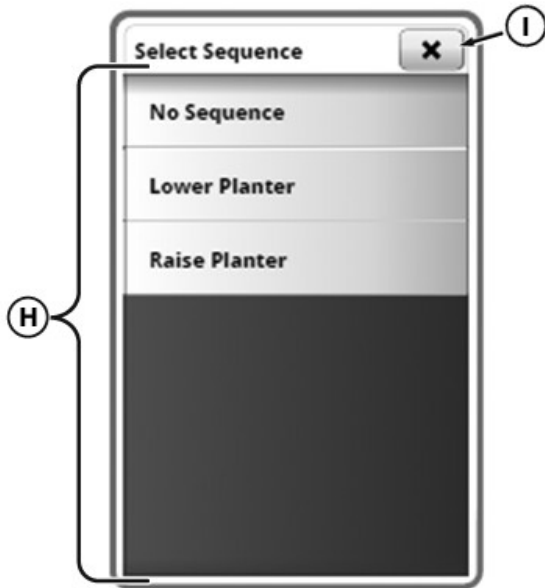 I
Select Sequence
No Sequence
Lower Planter
Raise Planter
H